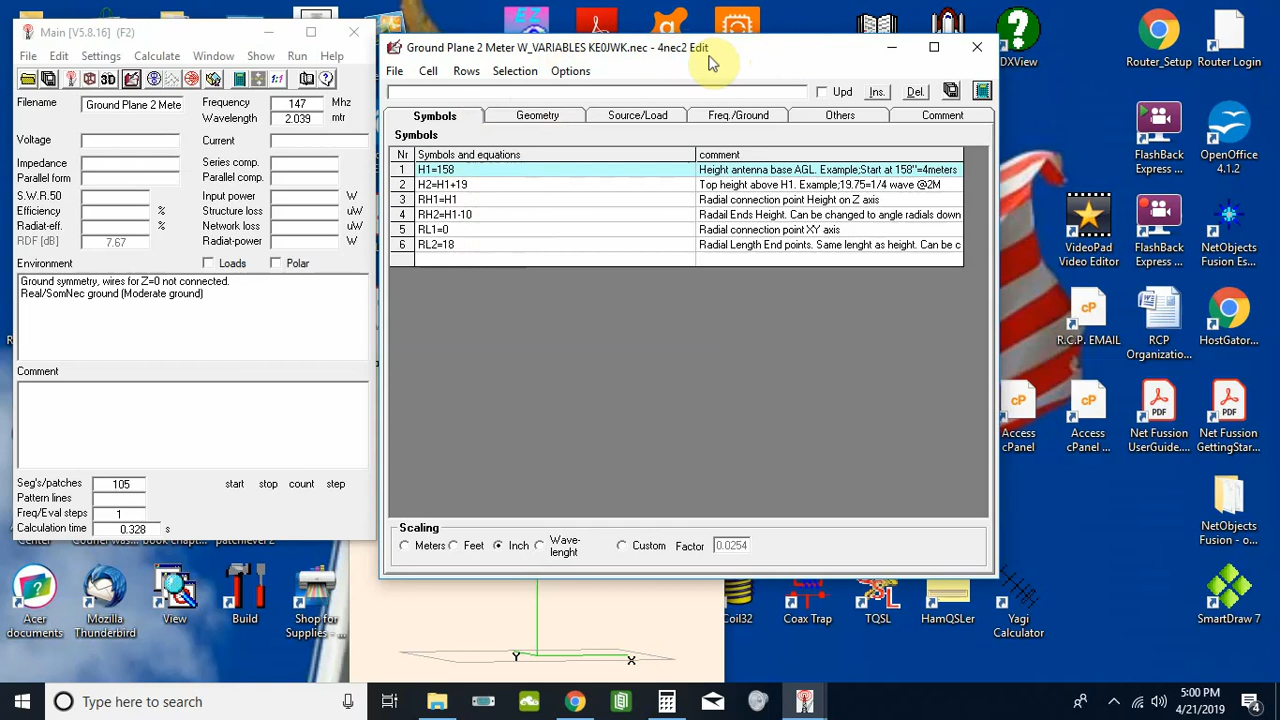 Main [V5.8.16] (F2)
File Edit Settings Calculate Window Show Run Help
3D
1:1
Filename Ground Plane 2 Mete Frequency 147 Mhz
Wavelength 2.039 mtr
Voltage Current
Impedance Series comp.
Parallel form Parallel comp.
S.W.R.50 Input power W
Efficiency % Structure loss uW
Radiat-eff. % Network loss uW
RDF [dB] 7.67 Radiat-power W
Environment Loads Polar
Ground symmetry, wires for Z=0 not connected.
Real/SomNec ground (Moderate ground)
Comment
Seg's/patches 105 start stop count step
Pattern lines
Freq/Eval steps 1
Calculation time 0.328 s
Ground Plane 2 Meter W_VARIABLES KE0JWK.nec - 4nec2 Edit
File Cell Rows Selection Options
Upd Ins. Del.
Symbols Geometry Source/Load Freq./Ground Others Comment
Symbols
Nr Symbols and equations comment
1 H1=158 Height antenna base AGL. Example;Start at 158"=4meters
2 H2=H1+19 Top height above H1. Example;19.75=1/4 wave @2M
3 RH1=H1 Radial connection point Height on Z axis
4 RH2=H1-10 Radail Ends Height. Can be changed to angle radials down
5 RL1=0 Radial connection point XY axis
6 RL2=18 Radial Length End points. Same lenght as height. Can be c
Scaling
Meters Feet Inch Wave-lenght Custom Factor 0.0254
Y X
DXView
Router_Setup
Router Login
FlashBack Express ...
OpenOffice 4.1.2
VideoPad Video Editor
FlashBack Express ...
NetObjects Fusion Es...
R.C.P. EMAIL
RCP Organizatio...
HostGator...
cP
Access cPanel
cP
Access cPanel
PDF
Net Fussion UserGuide....
PDF
Net Fussion GettingStar...
NetObjects Fusion - o...
Acer documents
Mozilla Thunderbird
View
Build
Shop for Supplies - ...
Coil32
Coax Trap
TQSL
HamQSLer
Yagi Calculator
SmartDraw 7
Type here to search
5:00 PM
4/21/2019
4